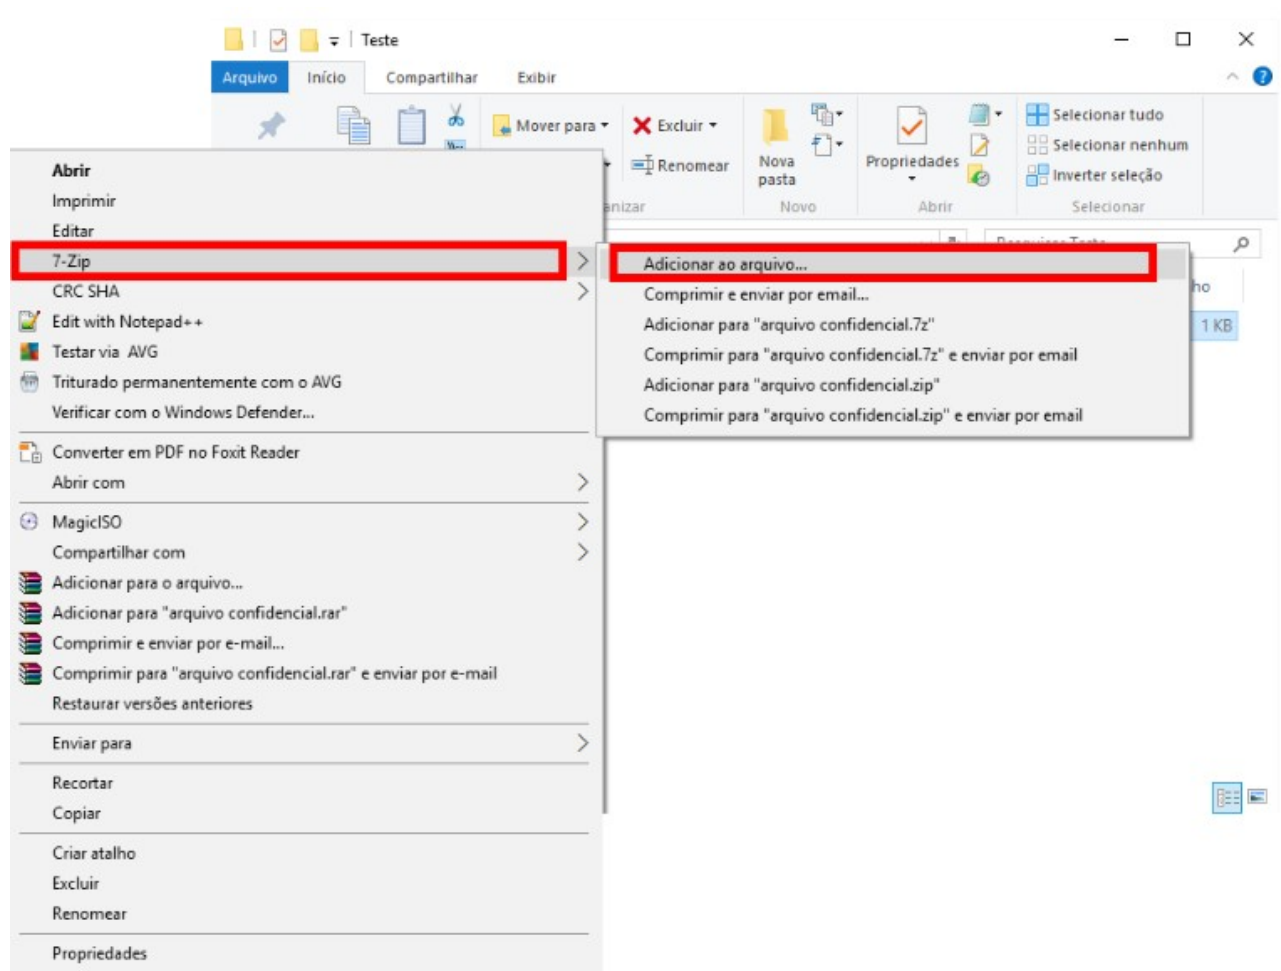 Teste
Arquivo Início Compartilhar Exibir
Mover para Excluir
Renomear
Nova pasta
Propriedades
Selecionar tudo
Selecionar nenhum
Inverter seleção
Novo Abrir Selecionar
Abrir
Imprimir
Editar
7-Zip
CRC SHA
Edit with Notepad++
Testar via AVG
Triturado permanentemente com o AVG
Verificar com o Windows Defender...
Converter em PDF no Foxit Reader
Abrir com
MagicISO
Compartilhar com
Adicionar para o arquivo...
Adicionar para "arquivo confidencial.rar"
Comprimir e enviar por e-mail...
Comprimir para "arquivo confidencial.rar" e enviar por e-mail
Restaurar versões anteriores
Enviar para
Recortar
Copiar
Criar atalho
Excluir
Renomear
Propriedades
Adicionar ao arquivo...
Comprimir e enviar por email...
Adicionar para "arquivo confidencial.7z"
Comprimir para "arquivo confidencial.7z" e enviar por email
Adicionar para "arquivo confidencial.zip"
Comprimir para "arquivo confidencial.zip" e enviar por email
1 KB